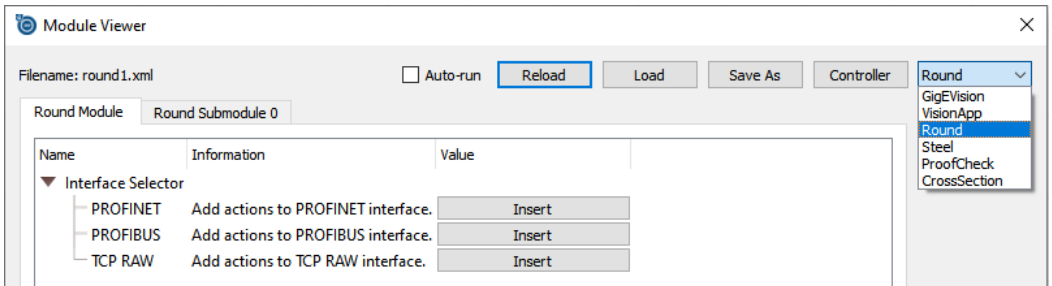 Module Viewer
Filename: round1.xml Auto-run Reload Load Save As Controller Round
GigEVision
VisionApp
Round
Steel
ProofCheck
CrossSection
Round Module Round Submodule 0
Name Information Value
Interface Selector
PROFINET Add actions to PROFINET interface. Insert
PROFIBUS Add actions to PROFIBUS interface. Insert
TCP RAW Add actions to TCP RAW interface. Insert